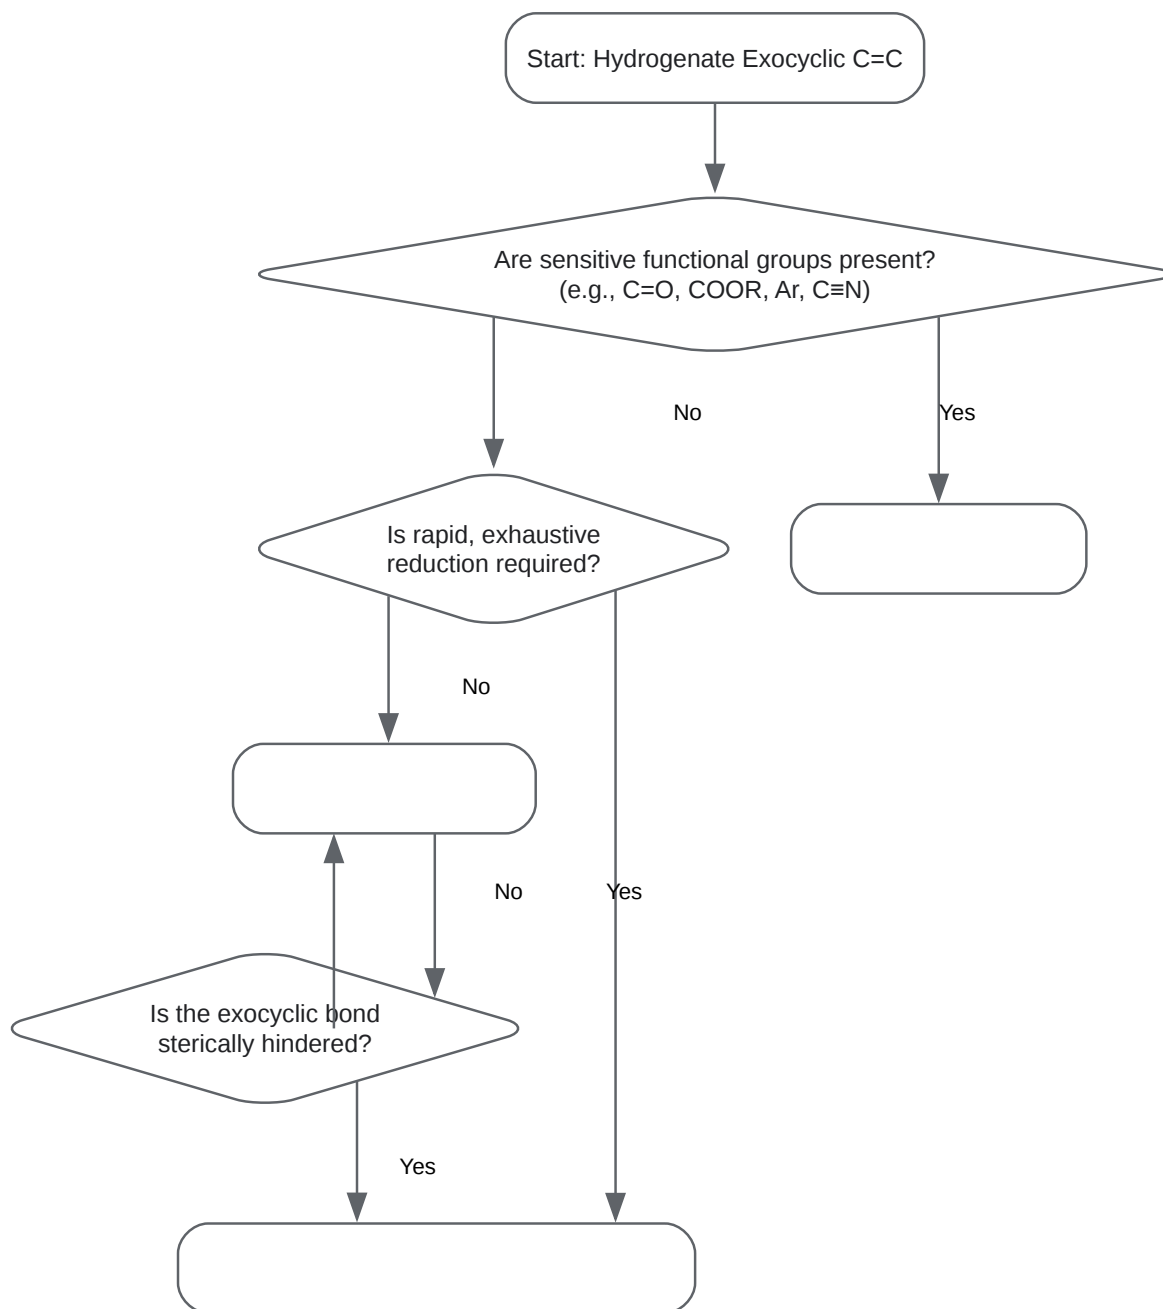 Start: Hydrogenate Exocyclic C=C
Are sensitive functional groups present?
(e.g., C=O, COOR, Ar, C≡N)
No
Yes
Is rapid, exhaustive
reduction required?
No
No
Yes
Is the exocyclic bond
sterically hindered?
Yes